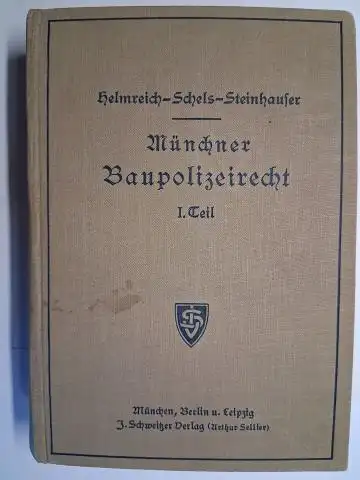 Helmreich-Schels-Steinhauser
Münchner
Baupolizeirecht
I. Teil
München, Berlin u. Leipzig
J. Schweitzer Verlag (Arthur Sellier)